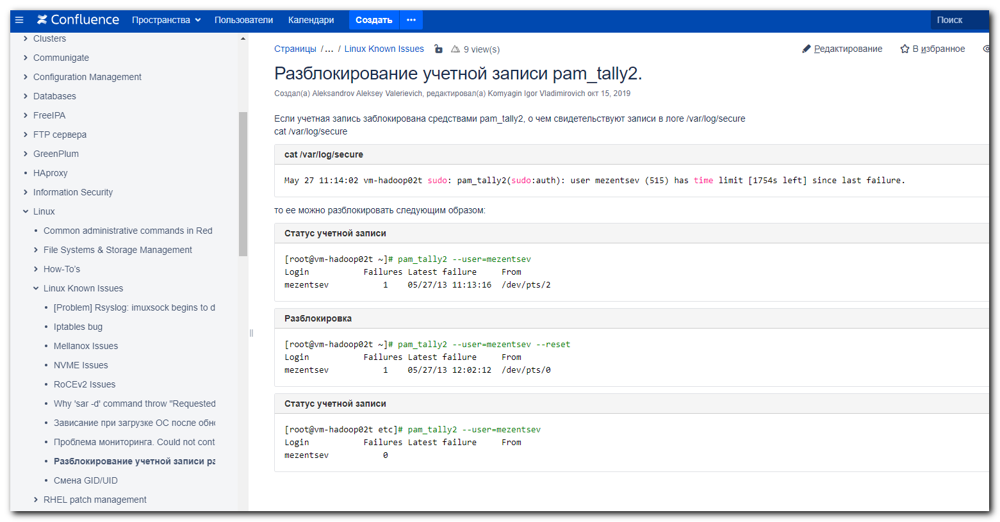 Confluence Пространства Пользователи Календари Создать ••• Поиск
Clusters
Communigate
Configuration Management
Databases
FreeIPA
FTP сервера
GreenPlum
HAproxy
Information Security
Linux
Common administrative commands in Red
File Systems & Storage Management
How-To's
Linux Known Issues
[Problem] Rsyslog: imuxsock begins to d
Iptables bug
Mellanox Issues
NVME Issues
RoCEv2 Issues
Why 'sar -d' command throw "Requested
Зависание при загрузке ОС после обно
Проблема мониторинга. Could not cont
Разблокирование учетной записи pa
Смена GID/UID
RHEL patch management
Страницы /... / Linux Known Issues 9 view(s) Редактирование В избранное
Разблокирование учетной записи pam_tally2.
Создал(а) Aleksandrov Aleksey Valerievich, редактировал(а) Komyagin Igor Vladimirovich окт 15, 2019
Если учетная запись заблокирована средствами pam_tally2, о чем свидетельствуют записи в логе /var/log/secure
cat /var/log/secure
cat /var/log/secure
May 27 11:14:02 vm-hadoop02t sudo: pam_tally2(sudo:auth): user mezentsev (515) has time limit [1754s left] since last failure.
то ее можно разблокировать следующим образом:
Статус учетной записи
[root@vm-hadoop02t ~]# pam_tally2 --user=mezentsev
Login           Failures Latest failure     From
mezentsev           1    05/27/13 11:13:16  /dev/pts/2
Разблокировка
[root@vm-hadoop02t ~]# pam_tally2 --user=mezentsev --reset
Login           Failures Latest failure     From
mezentsev           1    05/27/13 12:02:12  /dev/pts/0
Статус учетной записи
[root@vm-hadoop02t etc]# pam_tally2 --user=mezentsev
Login           Failures Latest failure     From
mezentsev           0